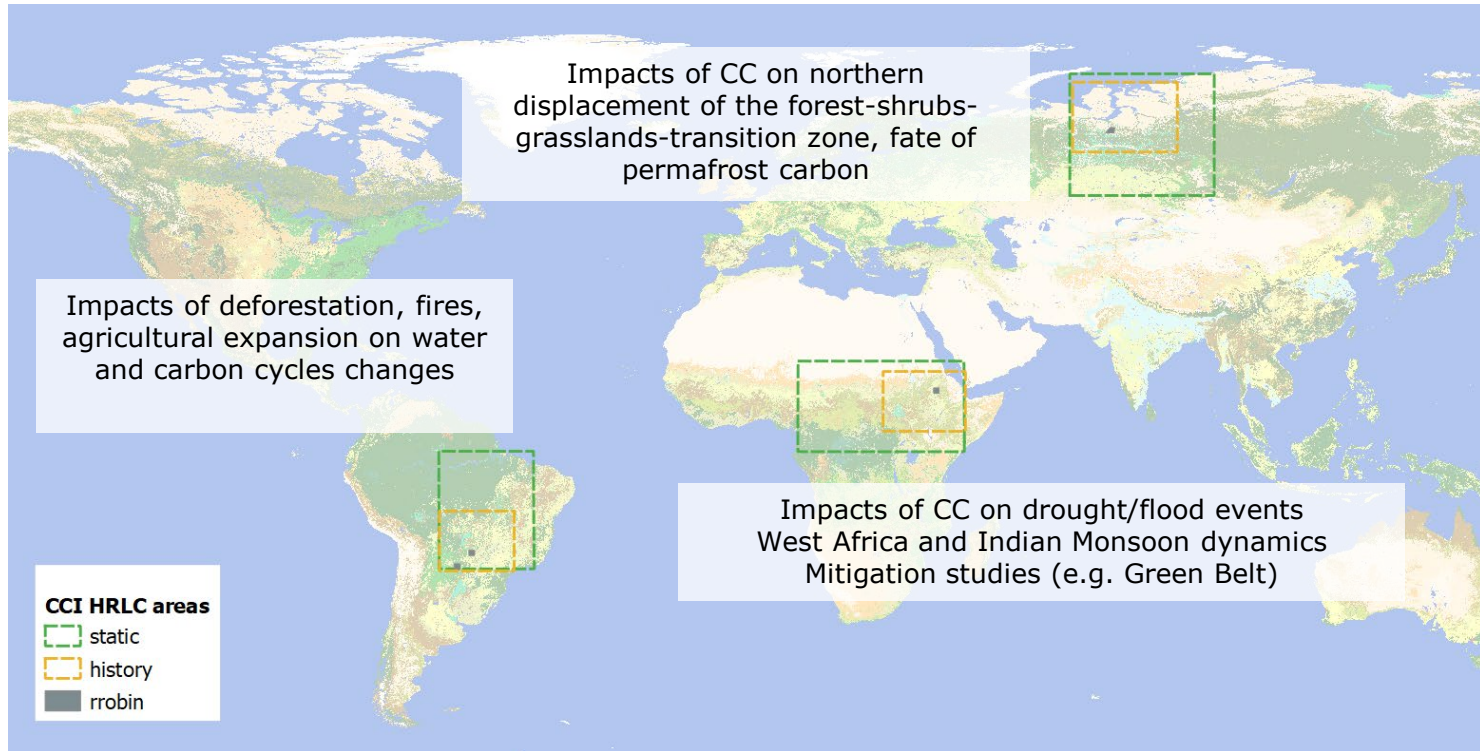 Impacts of CC on northern
displacement of the forest-shrubs-
grasslands-transition zone, fate of
permafrost carbon
Impacts of deforestation, fires,
agricultural expansion on water
and carbon cycles changes
Impacts of CC on drought/flood events
West Africa and Indian Monsoon dynamics
Mitigation studies (e.g. Green Belt)
CCI HRLC areas
static
history
rrobin